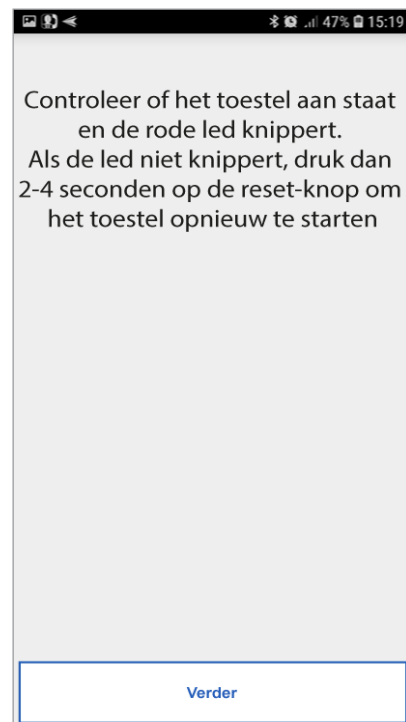 47% 15:19
Controleer of het toestel aan staat
en de rode led knippert.
Als de led niet knippert, druk dan
2-4 seconden op de reset-knop om
het toestel opnieuw te starten
Verder